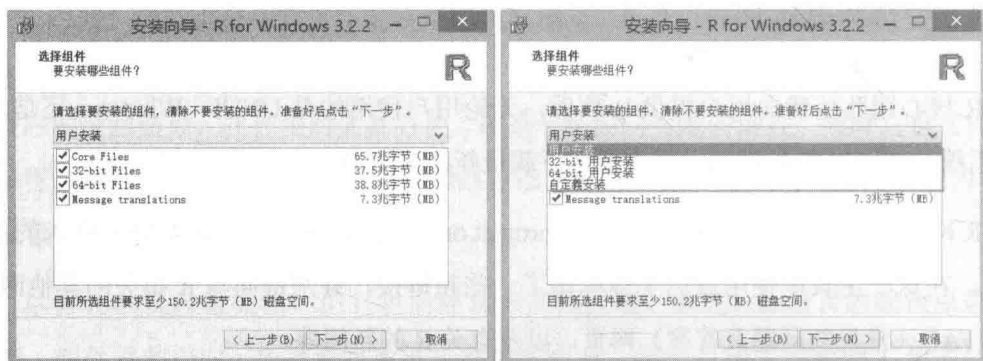 安装向导 - R for Windows 3.2.2
选择组件
要安装哪些组件?
R
请选择要安装的组件，清除不要安装的组件。准备好后点击“下一步”。
用户安装
Core Files 65.7兆字节 (MB)
32-bit Files 37.5兆字节 (MB)
64-bit Files 38.8兆字节 (MB)
Message translations 7.3兆字节 (MB)
目前所选组件要求至少150.2兆字节 (MB) 磁盘空间。
< 上一步(B) 下一步(N) > 取消
安装向导 - R for Windows 3.2.2
选择组件
要安装哪些组件?
R
请选择要安装的组件，清除不要安装的组件。准备好后点击“下一步”。
用户安装
用户安装
32-bit 用户安装
64-bit 用户安装
自定義安装
Message translations 7.3兆字节 (MB)
目前所选组件要求至少150.2兆字节 (MB) 磁盘空间。
< 上一步(B) 下一步(N) > 取消